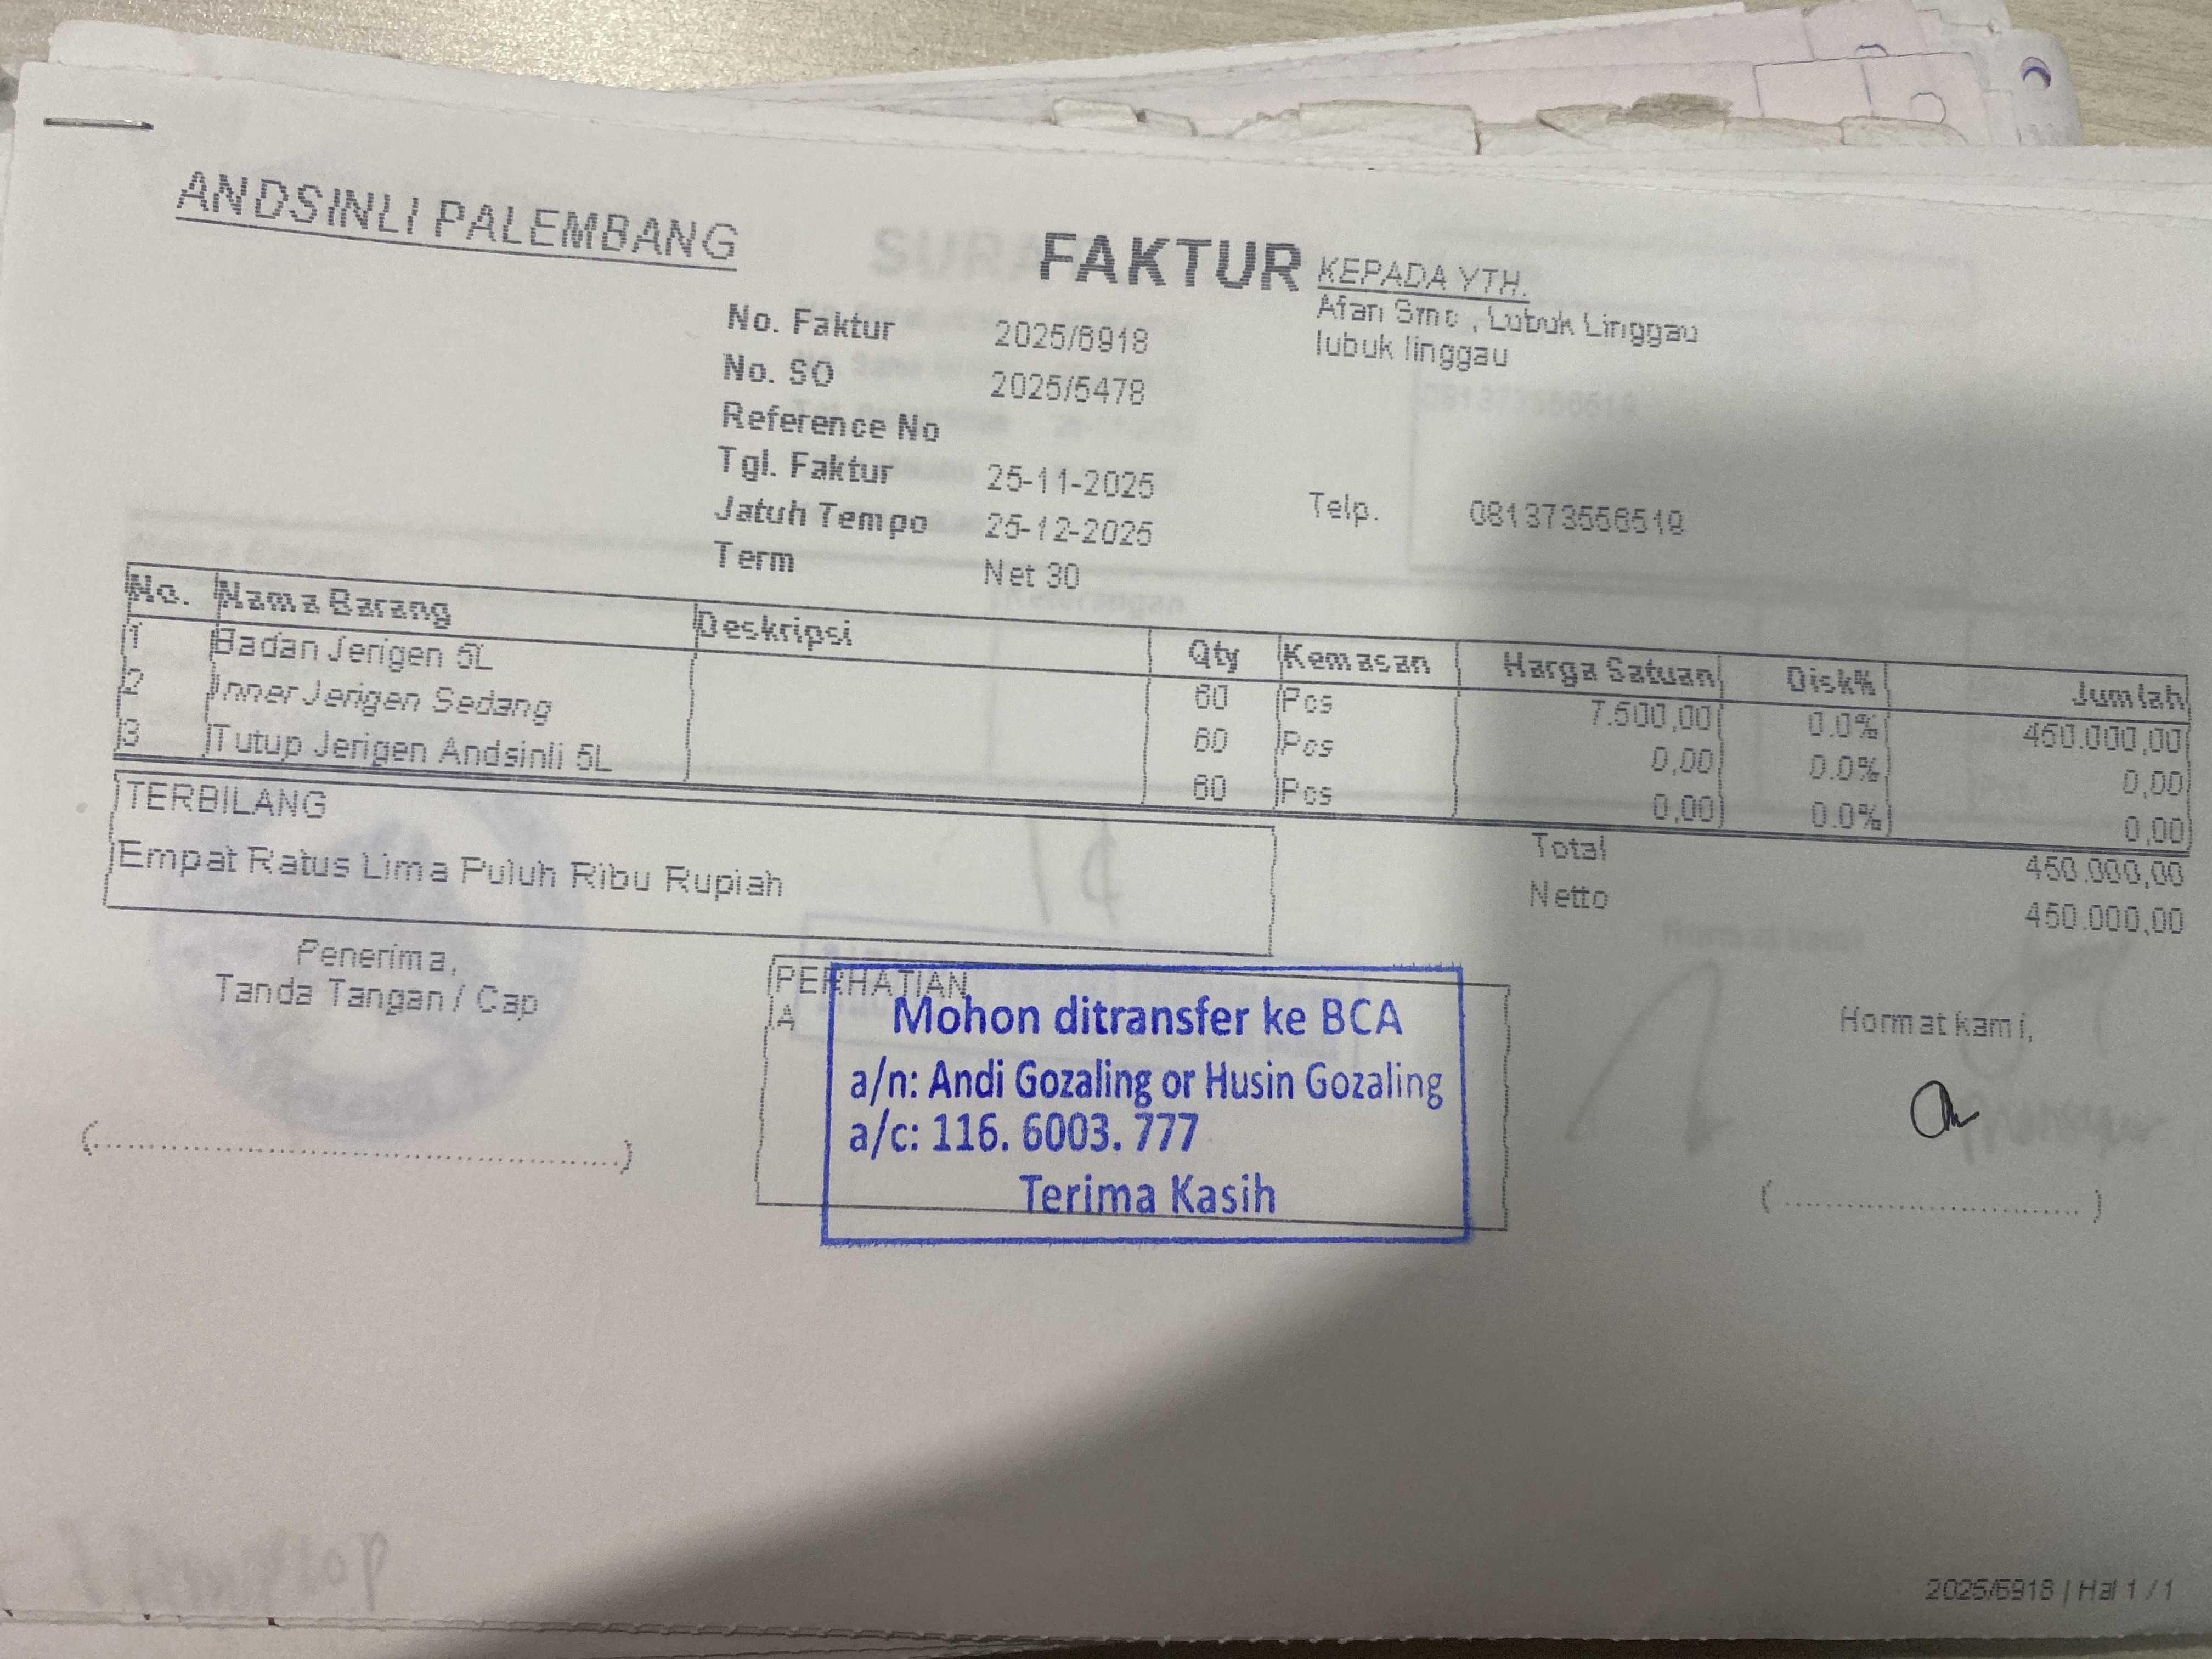 ANDSINLI PALEMBANG
FAKTUR
KEPADA YTH.
Afan Smp , Lubuk Linggau
lubuk linggau
No. Faktur 2025/6918
No. SO 2025/5478
Reference No
Tgl. Faktur 25-11-2025
Jatuh Tempo 25-12-2025
Term Net 30
Telp.
No. Nama Barang Deskripsi Qty Kemasan Harga Satuan Disk% Jumlah
1 Badan Jerigen 5L 60 Pcs 7.500,00 0.0% 450.000,00
2 Inner Jerigen Sedang 60 Pcs 0,00 0.0% 0,00
3 Tutup Jerigen Andsinli 5L 60 Pcs 0,00 0.0% 0,00
TERBILANG
Empat Ratus Lima Puluh Ribu Rupiah
Total 450.000,00
Netto 450.000,00
Penerima,
Tanda Tangan / Cap
PERHATIAN
A
Mohon ditransfer ke BCA
a/n: Andi Gozaling or Husin Gozaling
a/c: 116. 6003. 777
Terima Kasih
Hormat kami,
(..............................................)
(..............................)
2025/6918 | Hal 1 / 1